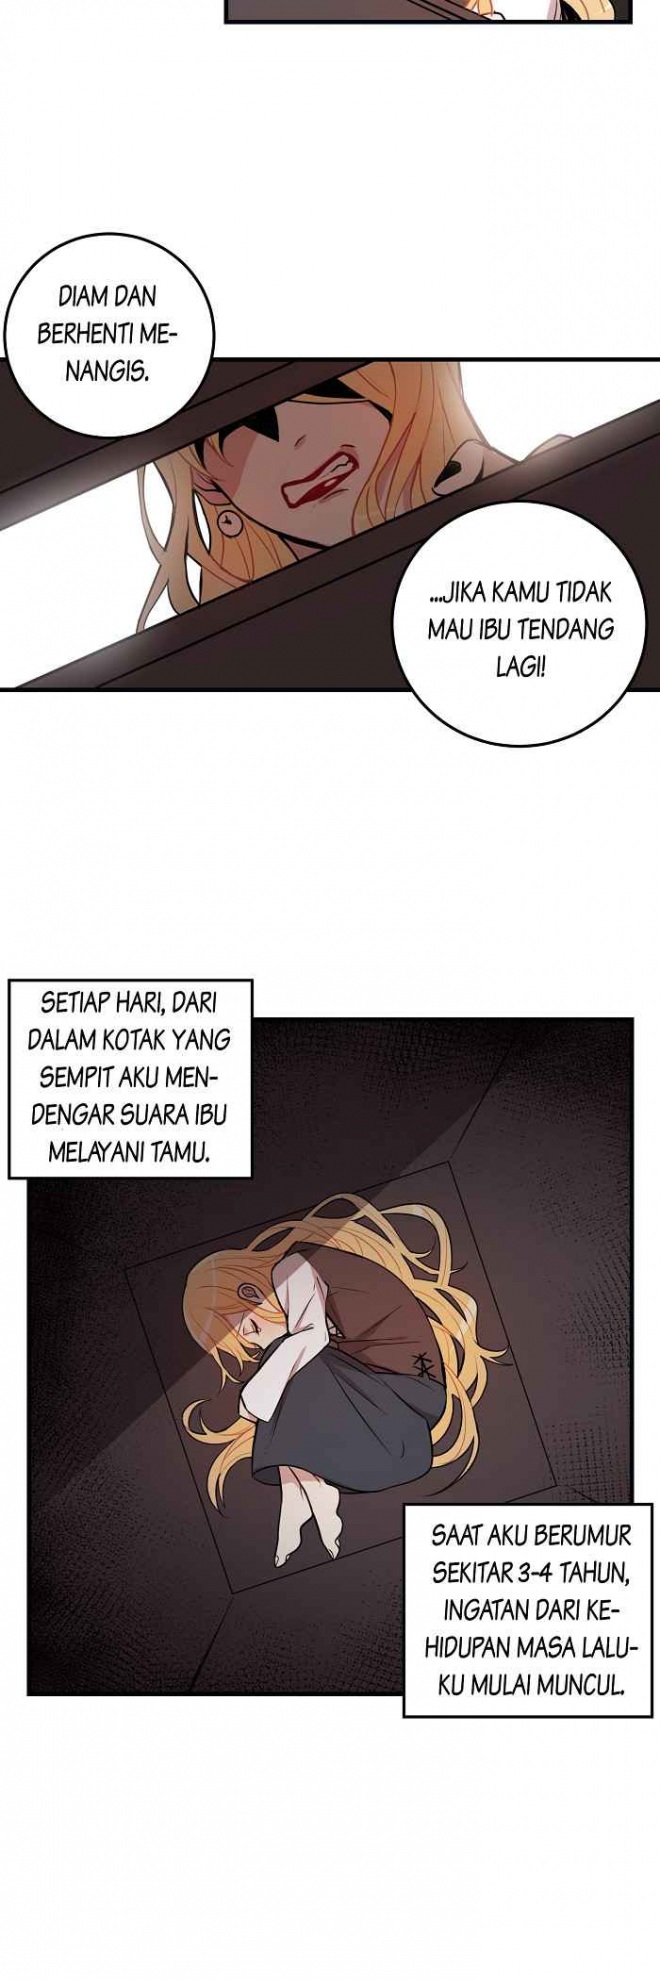 DIAM DAN
BERHENTI ME-
NANGIS.
...JIKA KAMU TIDAK
MAU IBU TENDANG
LAGI!
SETIAP HARI, DARI
DALAM KOTAK YANG
SEMPIT AKU MEN-
DENGAR SUARA IBU
MELAYANI TAMU.
SAAT AKU BERUMUR
SEKITAR 3-4 TAHUN,
INGATAN DARI KE-
HIDUPAN MASA LALU-
KU MULAI MUNCUL.